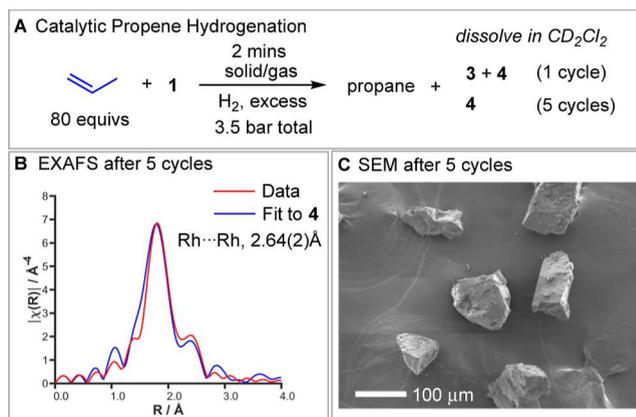 A Catalytic Propene Hydrogenation
dissolve in CD2Cl2
2 mins
solid/gas
+ 1
propane +
3 + 4 (1 cycle)
H2, excess
4 (5 cycles)
80 equivs
3.5 bar total
B EXAFS after 5 cycles
Data
Fit to 4
Rh···Rh, 2.64(2)Å
|χ(R)| / Å-4
8
7
6
5
4
3
2
1
0
0.0 1.0 2.0 3.0 4.0
R / Å
C SEM after 5 cycles
100 μm